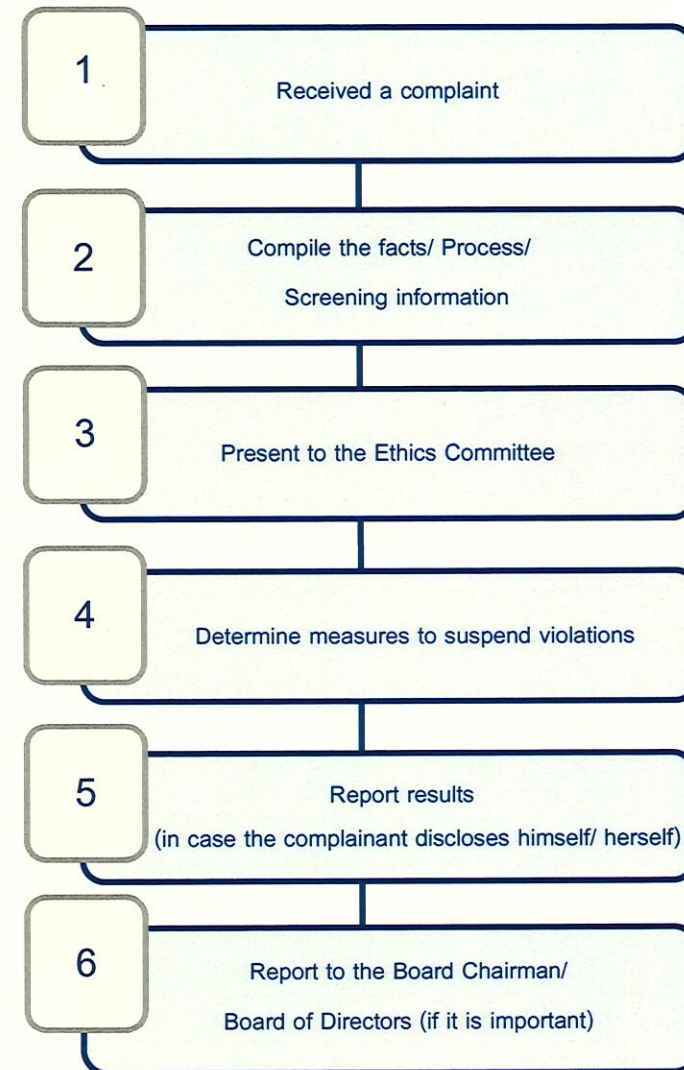 1
Received a complaint
2
Compile the facts/ Process/
Screening information
3
Present to the Ethics Committee
4
Determine measures to suspend violations
5
Report results
(in case the complainant discloses himself/ herself)
6
Report to the Board Chairman/
Board of Directors (if it is important)